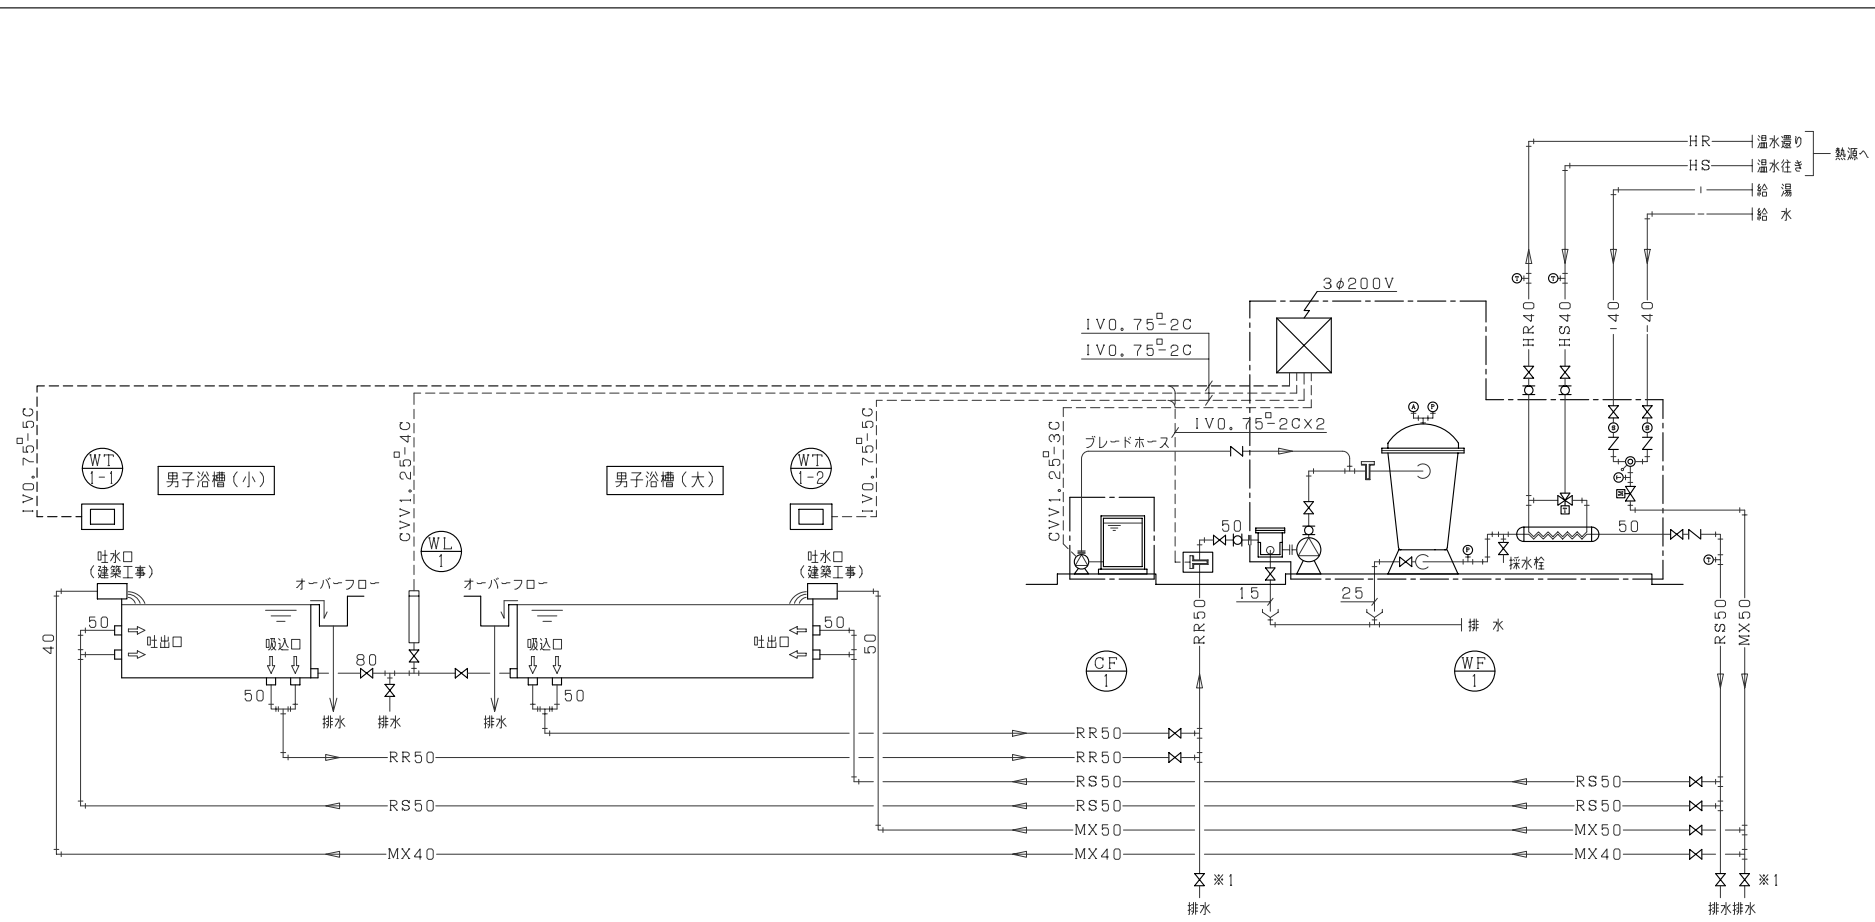 HR 温水還り
HS 温水往き
熱源へ
給 湯
給 水
3φ200V
IV0.75□-2C
IV0.75□-2C
IV0.75□-2C×2
HR40
HS40
-40
-40
IV0.75□-5C
CVV1.25□-4C
IV0.75□-5C
CVV1.25□-3C
ブレードホース
WT
1-1
男子浴槽(小)
男子浴槽(大)
WT
1-2
WL
1
吐水口
(建築工事)
オーバーフロー
オーバーフロー
吐水口
(建築工事)
T
T
A
P
S
S
T
M
T
P
T
50
50
採水栓
15
25
排 水
40
50
吐出口
吸込口
80
50
50
吐出口
50
50
排水
排水
排水
RR50
RS50
MX50
CF
1
WF
1
RR50
RR50
RR50
RS50
RS50
RS50
RS50
RS50
MX50
MX50
MX40
MX40
MX40
※1
排水
※1
排水
排水